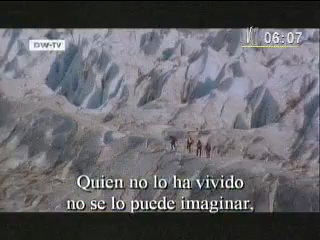 DW-TV
06:07
Quien no lo ha vivido
no se lo puede imaginar,